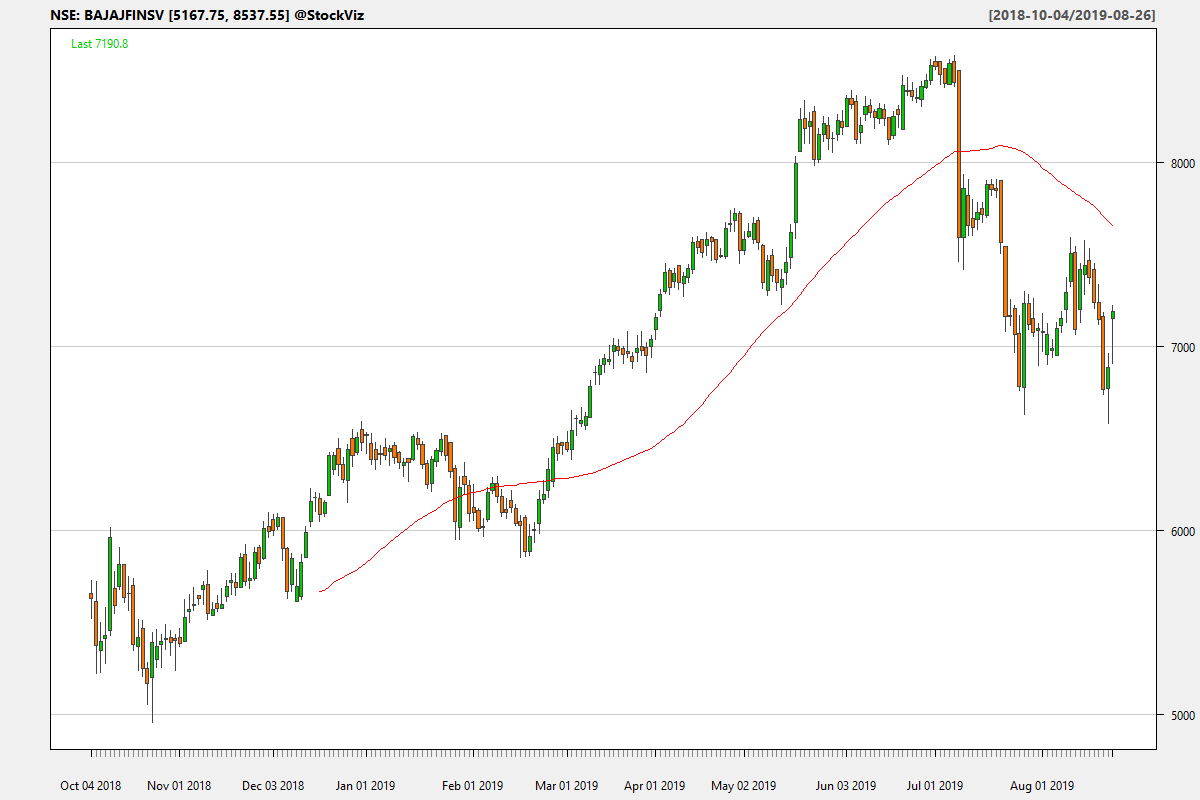 NSE: BAJAJFINSV [5167.75, 8537.55] @StockViz
[2018-10-04/2019-08-26]
Last 7190.8
8000
7000
6000
5000
Oct 04 2018 Nov 01 2018 Dec 03 2018 Jan 01 2019 Feb 01 2019 Mar 01 2019 Apr 01 2019 May 02 2019 Jun 03 2019 Jul 01 2019 Aug 01 2019